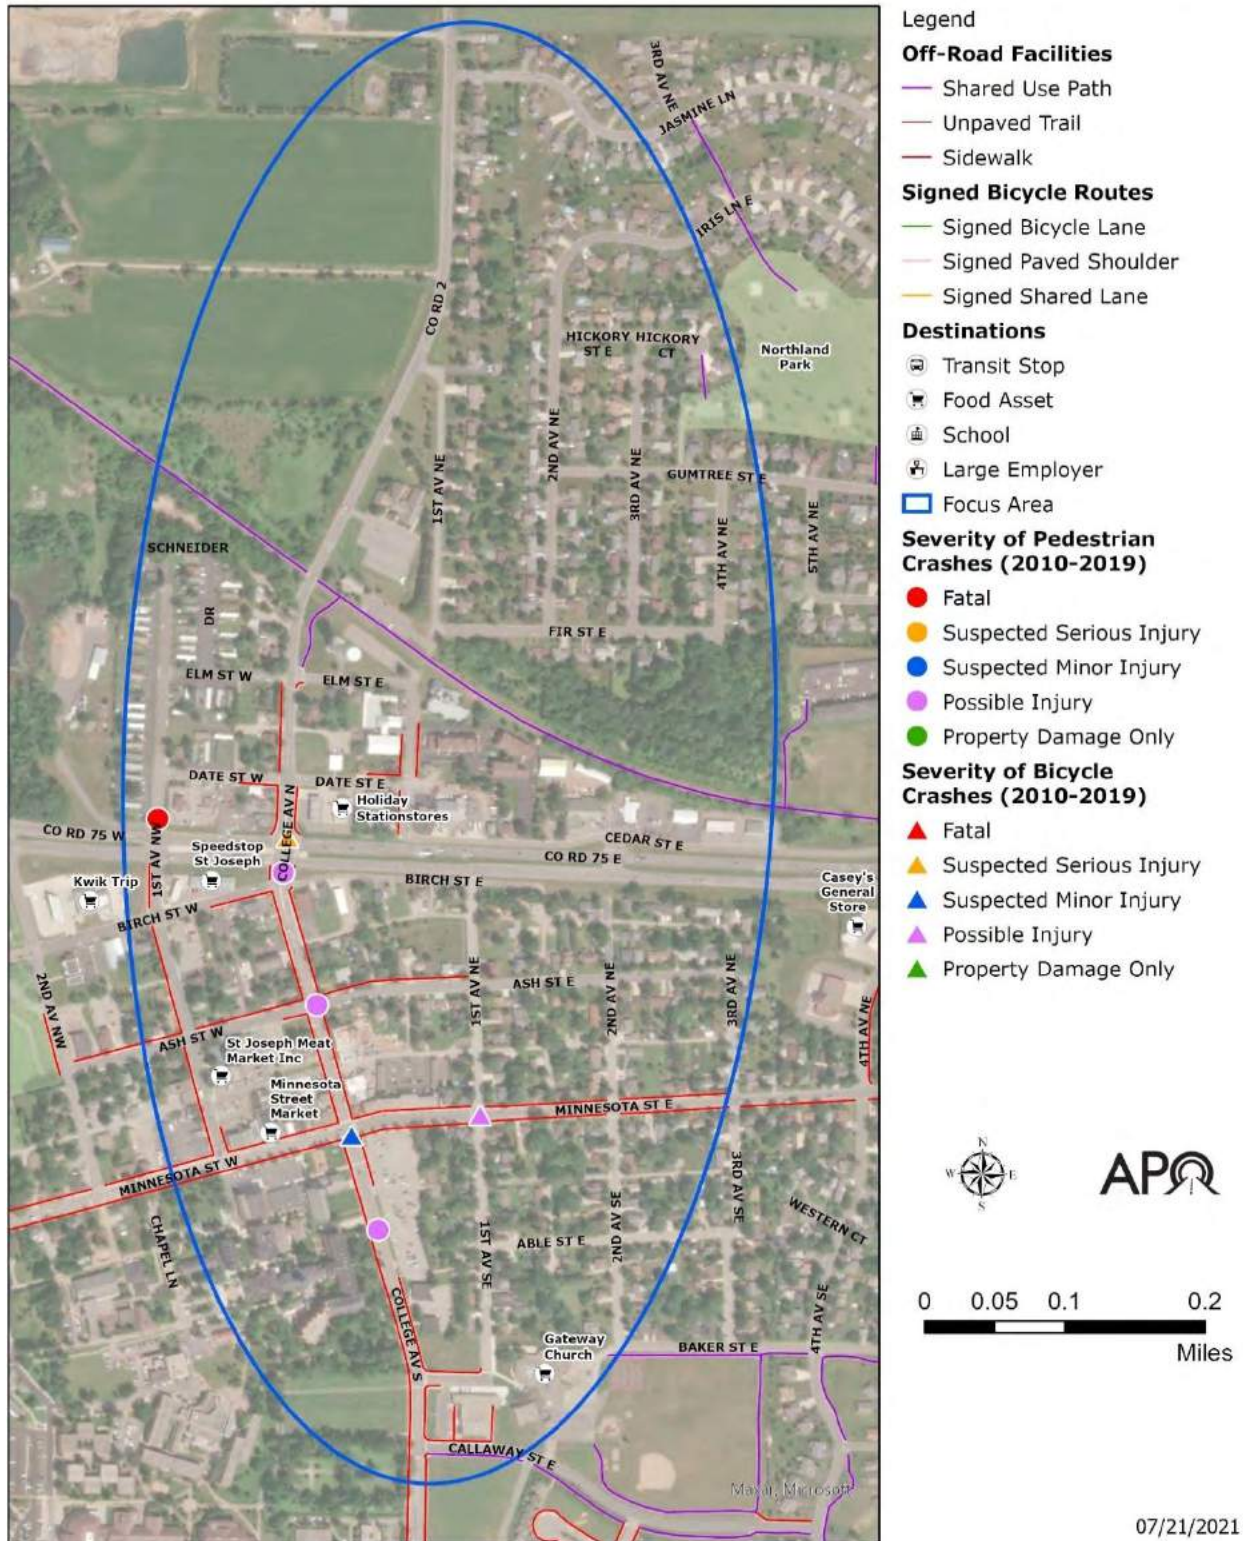 3RD AV NE
JASMINE LN
IRIS LN E
CO RD 2
HICKORY HICKORY
ST E CT
Northland
Park
2ND AV NE
1ST AV NE
3RD AV NE
GUMTREE ST E
4TH AV NE
5TH AV NE
SCHNEIDER
DR
FIR ST E
ELM ST W
ELM ST E
DATE ST W
DATE ST E
Holiday
Stationstores
COLLEGE AV N
CO RD 75 W
1ST AV NW
Speedstop
St Joseph
CEDAR ST E
CO RD 75 E
Kwik Trip
BIRCH ST E
Casey's
General
Store
BIRCH ST W
2ND AV NW
1ST AV NE
ASH ST E
2ND AV NE
3RD AV NE
4TH AV NE
ASH ST W
St Joseph Meat
Market Inc
Minnesota
Street
Market
MINNESOTA ST E
MINNESOTA ST W
CHAPEL LN
1ST AV SE
ABLE ST E
2ND AV SE
3RD AV SE
WESTERN CT
COLLEGE AV S
Gateway
Church
BAKER ST E
4TH AV SE
CALLAWAY ST E
Maxar, Microsoft
Legend
Off-Road Facilities
Shared Use Path
Unpaved Trail
Sidewalk
Signed Bicycle Routes
Signed Bicycle Lane
Signed Paved Shoulder
Signed Shared Lane
Destinations
Transit Stop
Food Asset
School
Large Employer
Focus Area
Severity of Pedestrian
Crashes (2010-2019)
Fatal
Suspected Serious Injury
Suspected Minor Injury
Possible Injury
Property Damage Only
Severity of Bicycle
Crashes (2010-2019)
Fatal
Suspected Serious Injury
Suspected Minor Injury
Possible Injury
Property Damage Only
N
W E
S
APO
0 0.05 0.1 0.2
Miles
07/21/2021